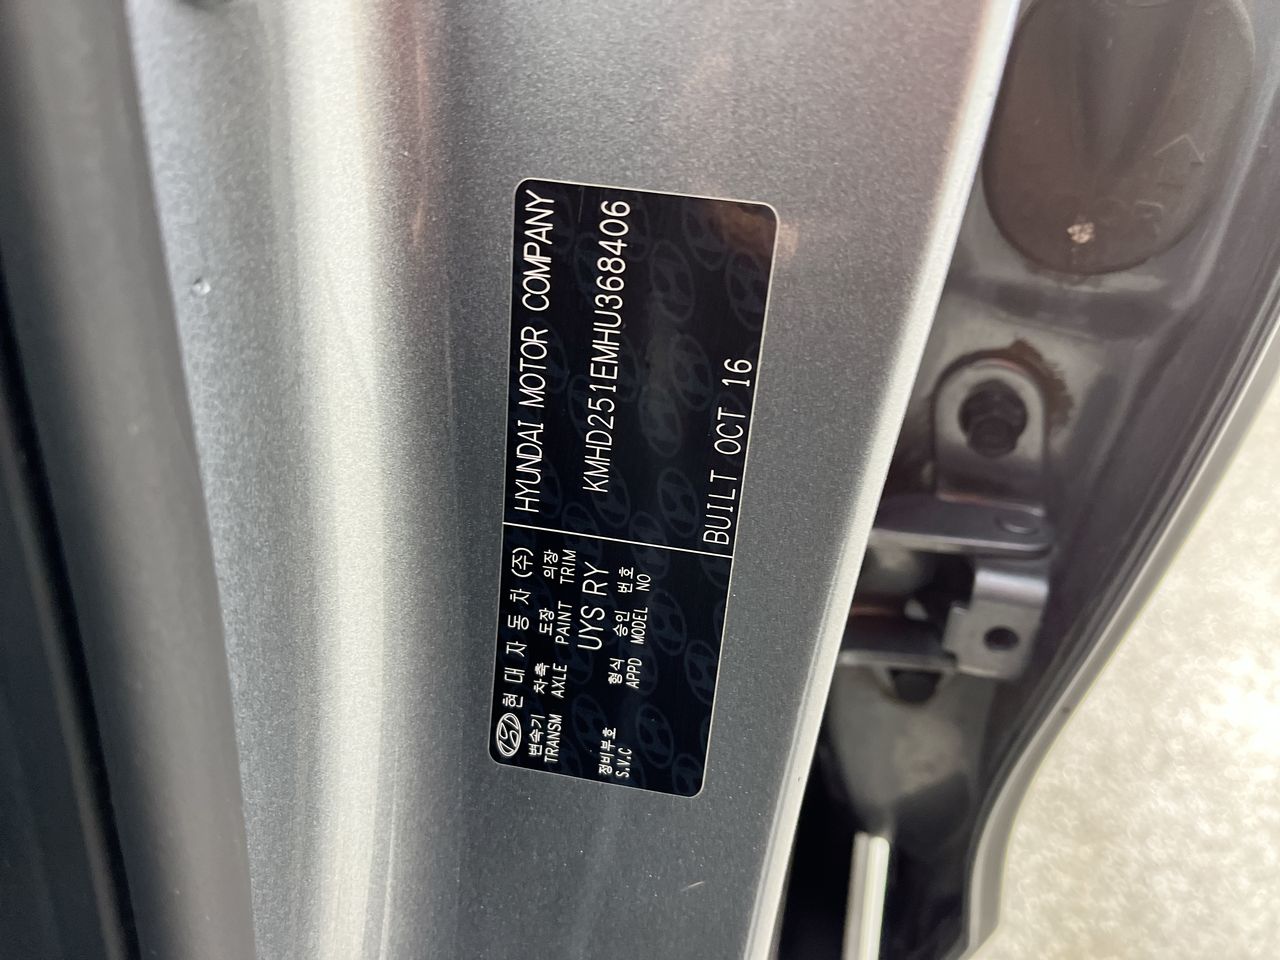 현대자동차(주)
HYUNDAI MOTOR COMPANY
변속기 차축 도장 의장
TRANSM AXLE PAINT TRIM
KMHD251EMHU368406
UYS RY
정비부호 형식 승인 번호
S.V.C APPD MODEL NO
BUILT OCT 16